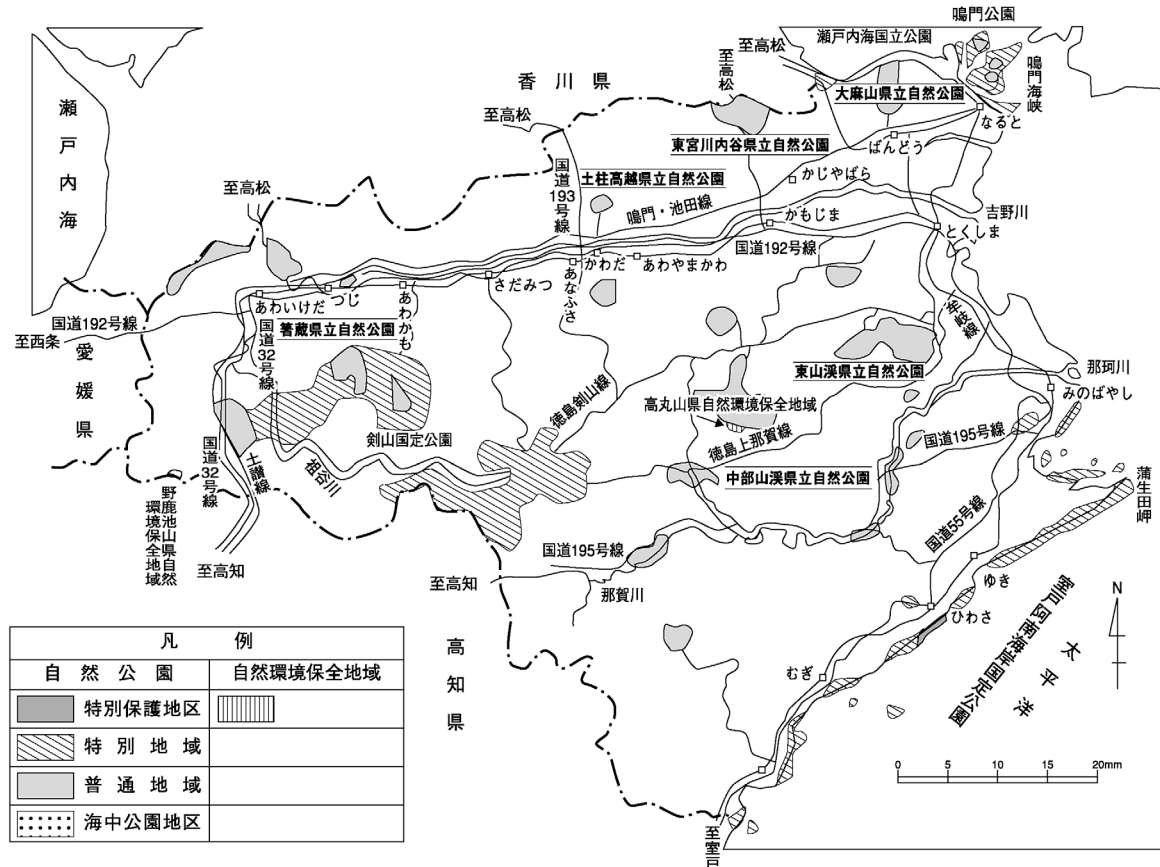 鳴門公園
瀬戸内海国立公園
至高松
至高松
香川県
鳴門海峡
瀬戸内海
大麻山県立自然公園
至高松
なると
東宮川内谷県立自然公園
ばんどう
国道193号線
土柱高越県立自然公園
かじやばら
至高松
鳴門・池田線
かもじま
吉野川
とくしま
国道192号線
かわだ
あわやまかわ
あなふき
さだみつ
あわかも
つじ
あわいけだ
国道192号線
至西条
箸蔵県立自然公園
国道32号線
愛媛県
牟岐線
東山渓県立自然公園
那珂川
みのばやし
高丸山県自然環境保全地域
徳島剣山線
徳島上那賀線
国道195号線
剣山国定公園
祖谷川
土讃線
国道32号線
中部山渓県立自然公園
蒲生田岬
野鹿池山県自然環境保全地域
国道55号線
国道195号線
至高知
至高知
那賀川
ゆき
ひわさ
室戸阿南海岸国定公園
太平洋
N
高知県
むぎ
至室戸
0 5 10 15 20mm
凡例
自然公園 自然環境保全地域
特別保護地区
特別地域
普通地域
海中公園地区